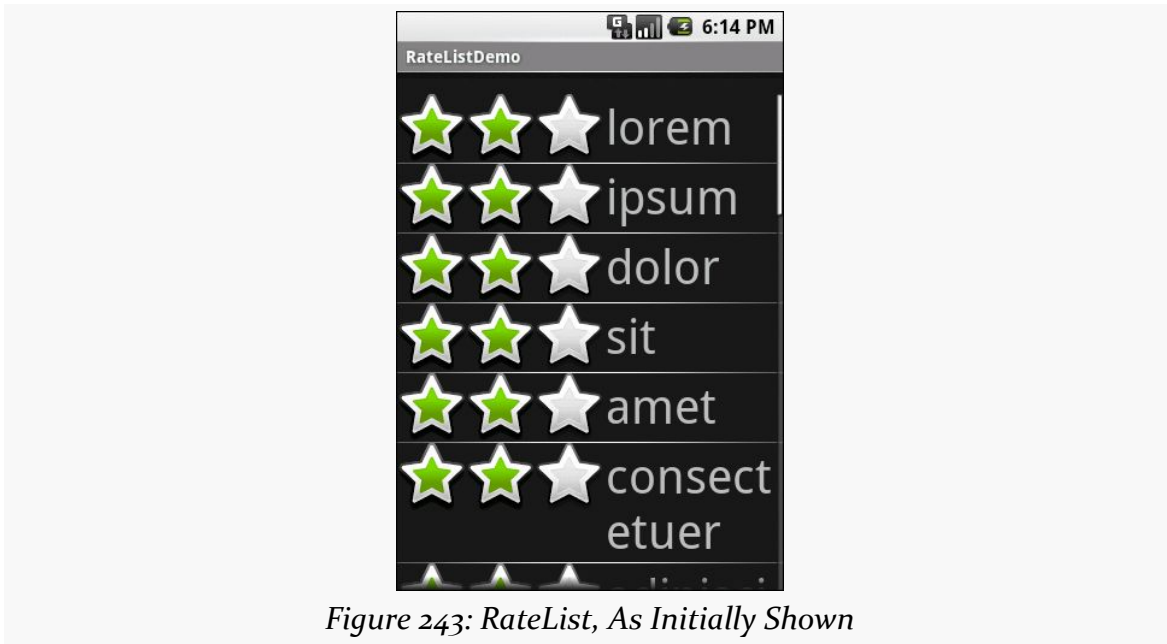 6:14 PM
RateListDemo
lorem
ipsum
dolor
sit
amet
consect
etuer
Figure 243: RateList, As Initially Shown